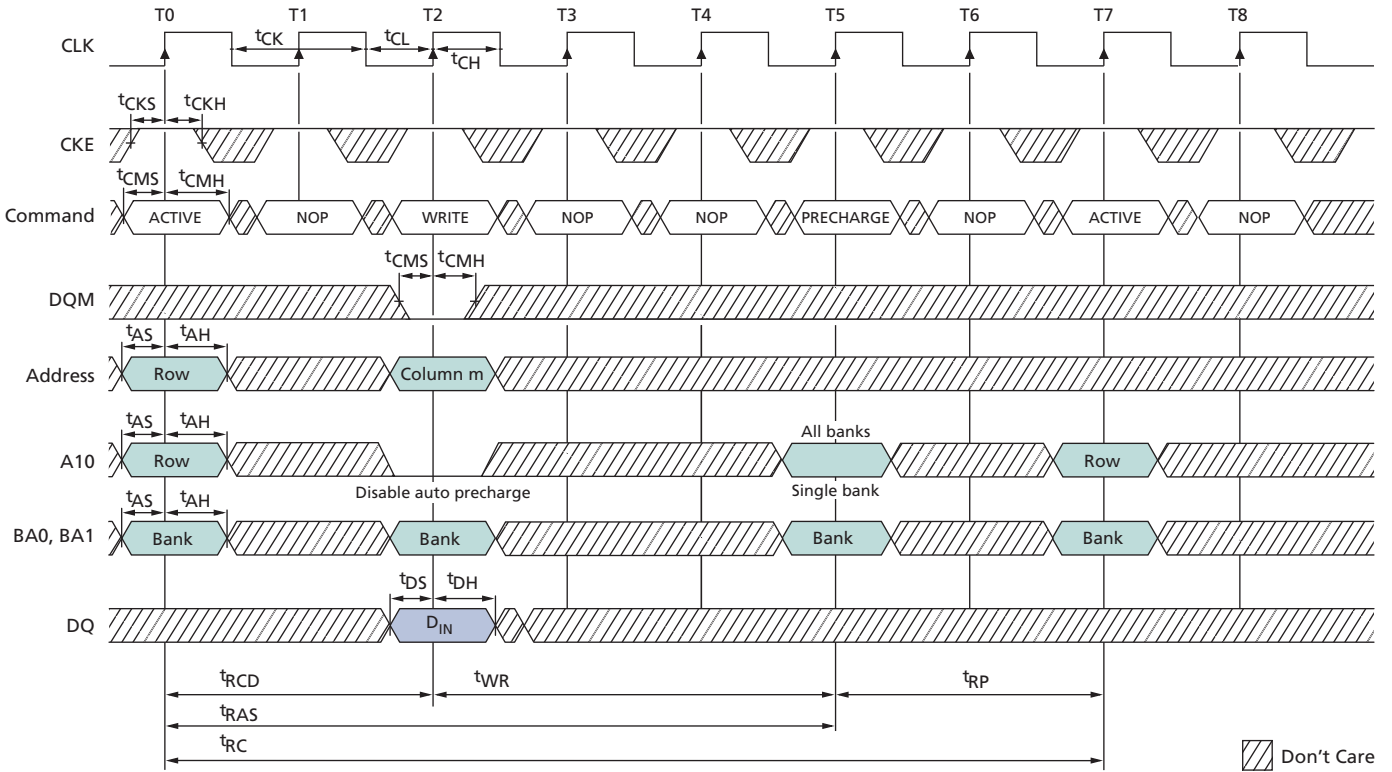 T0 T1 T2 T3 T4 T5 T6 T7 T8
CLK
tCK tCL
tCH
tCKS tCKH
CKE
tCMS tCMH
Command ACTIVE NOP WRITE NOP NOP PRECHARGE NOP ACTIVE NOP
tCMS tCMH
DQM
tAS tAH
Address Row Column m
tAS tAH
All banks
A10 Row Row
Disable auto precharge Single bank
tAS tAH
BA0, BA1 Bank Bank Bank Bank
tDS tDH
DQ DIN
tRCD tWR tRP
tRAS
tRC
Don't Care